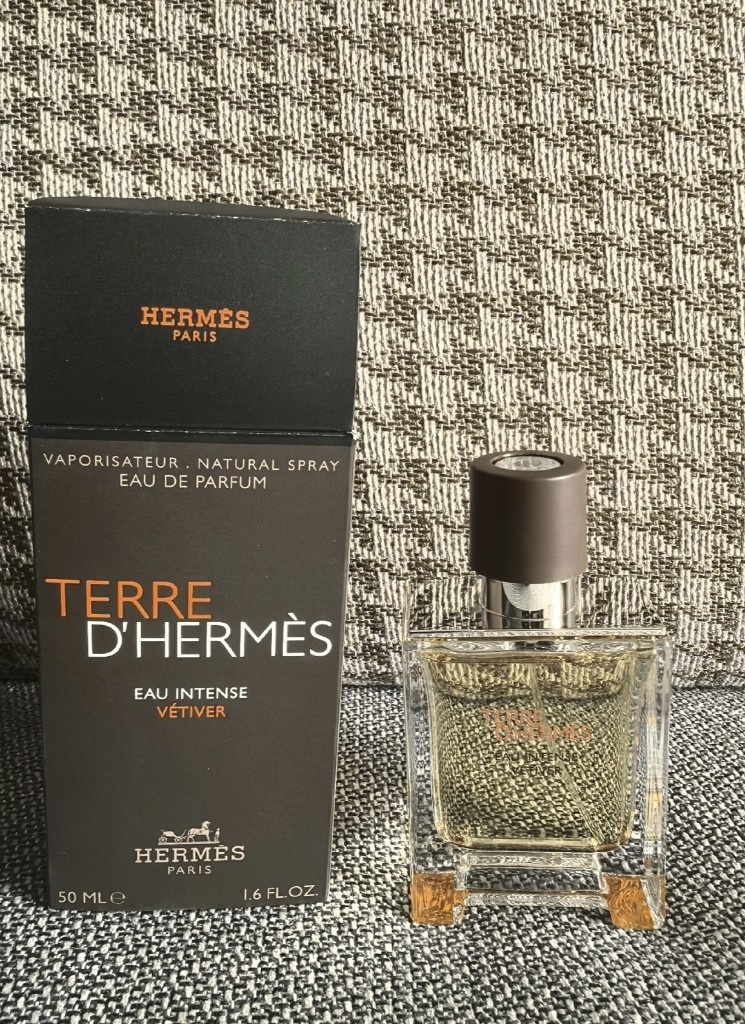 HERMÈS
PARIS
VAPORISATEUR . NATURAL SPRAY
EAU DE PARFUM
TERRE
D'HERMÈS
EAU INTENSE
VÉTIVER
HERMÈS
PARIS
50 ML ℮
1.6 FL.OZ.
TERRE
D'HERMÈS
EAU INTENSE
VÉTIVER